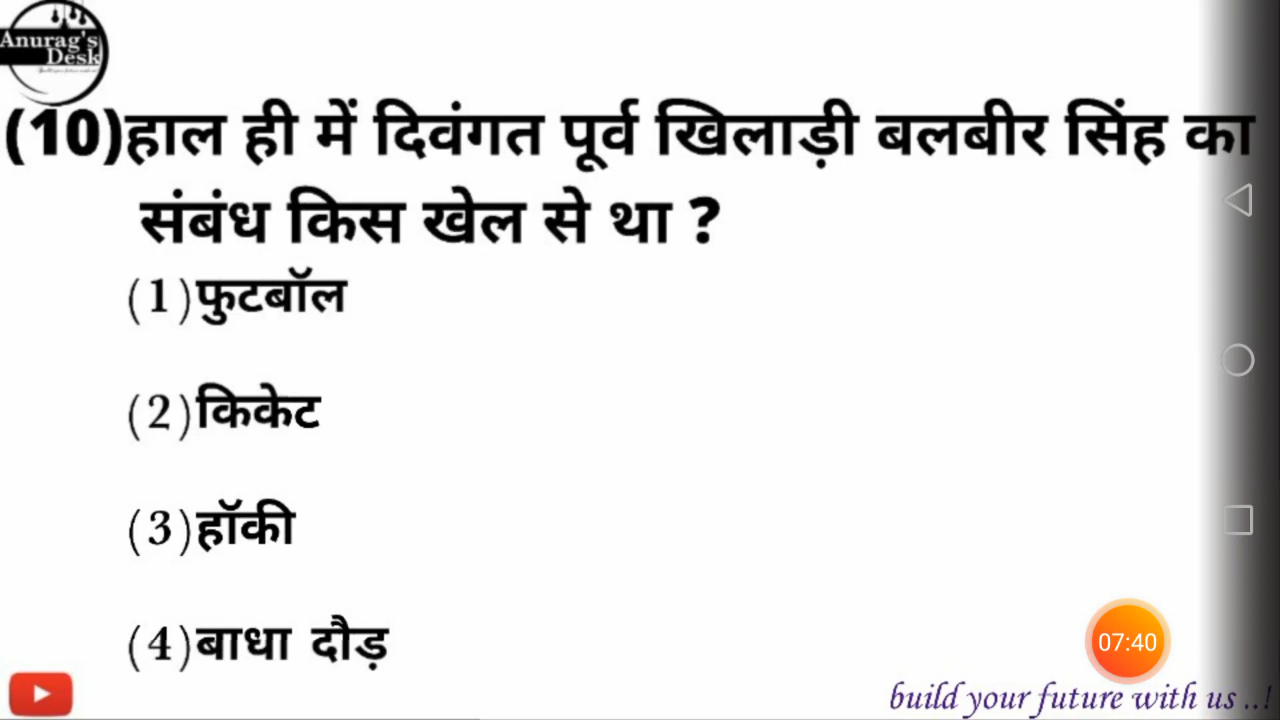 Anurag's
Desk
(10)हाल ही में दिवंगत पूर्व खिलाड़ी बलबीर सिंह का
संबंध किस खेल से था ?
(1)फुटबॉल
(2)किकेट
(3)हॉकी
(4)बाधा दौड़
07:40
build your future with us ..!